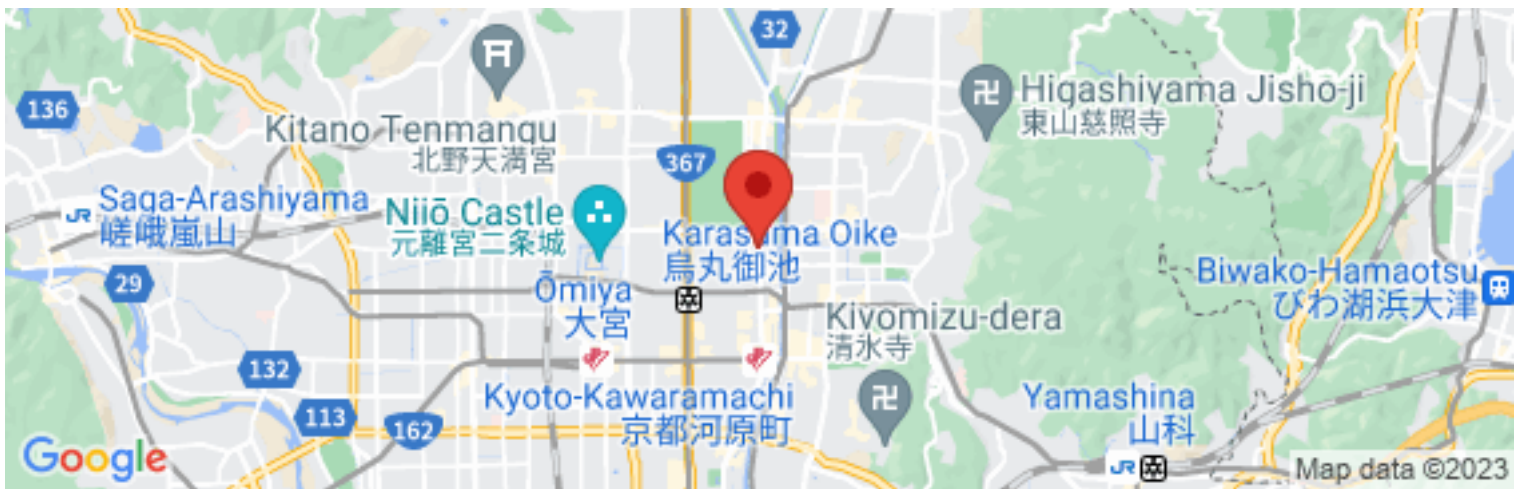 32
136
Higashiyama Jisho-ji
東山慈照寺
Kitano Tenmangu
北野天満宮
367
Saga-Arashiyama
嵯峨嵐山
JR
Nijō Castle
元離宮二条城
Karasuma Oike
烏丸御池
29
Ōmiya
大宮
Biwako-Hamaotsu
びわ湖浜大津
Kiyomizu-dera
清水寺
132
Kyoto-Kawaramachi
京都河原町
113
162
Yamashina
山科
JR
Google
Map data ©2023